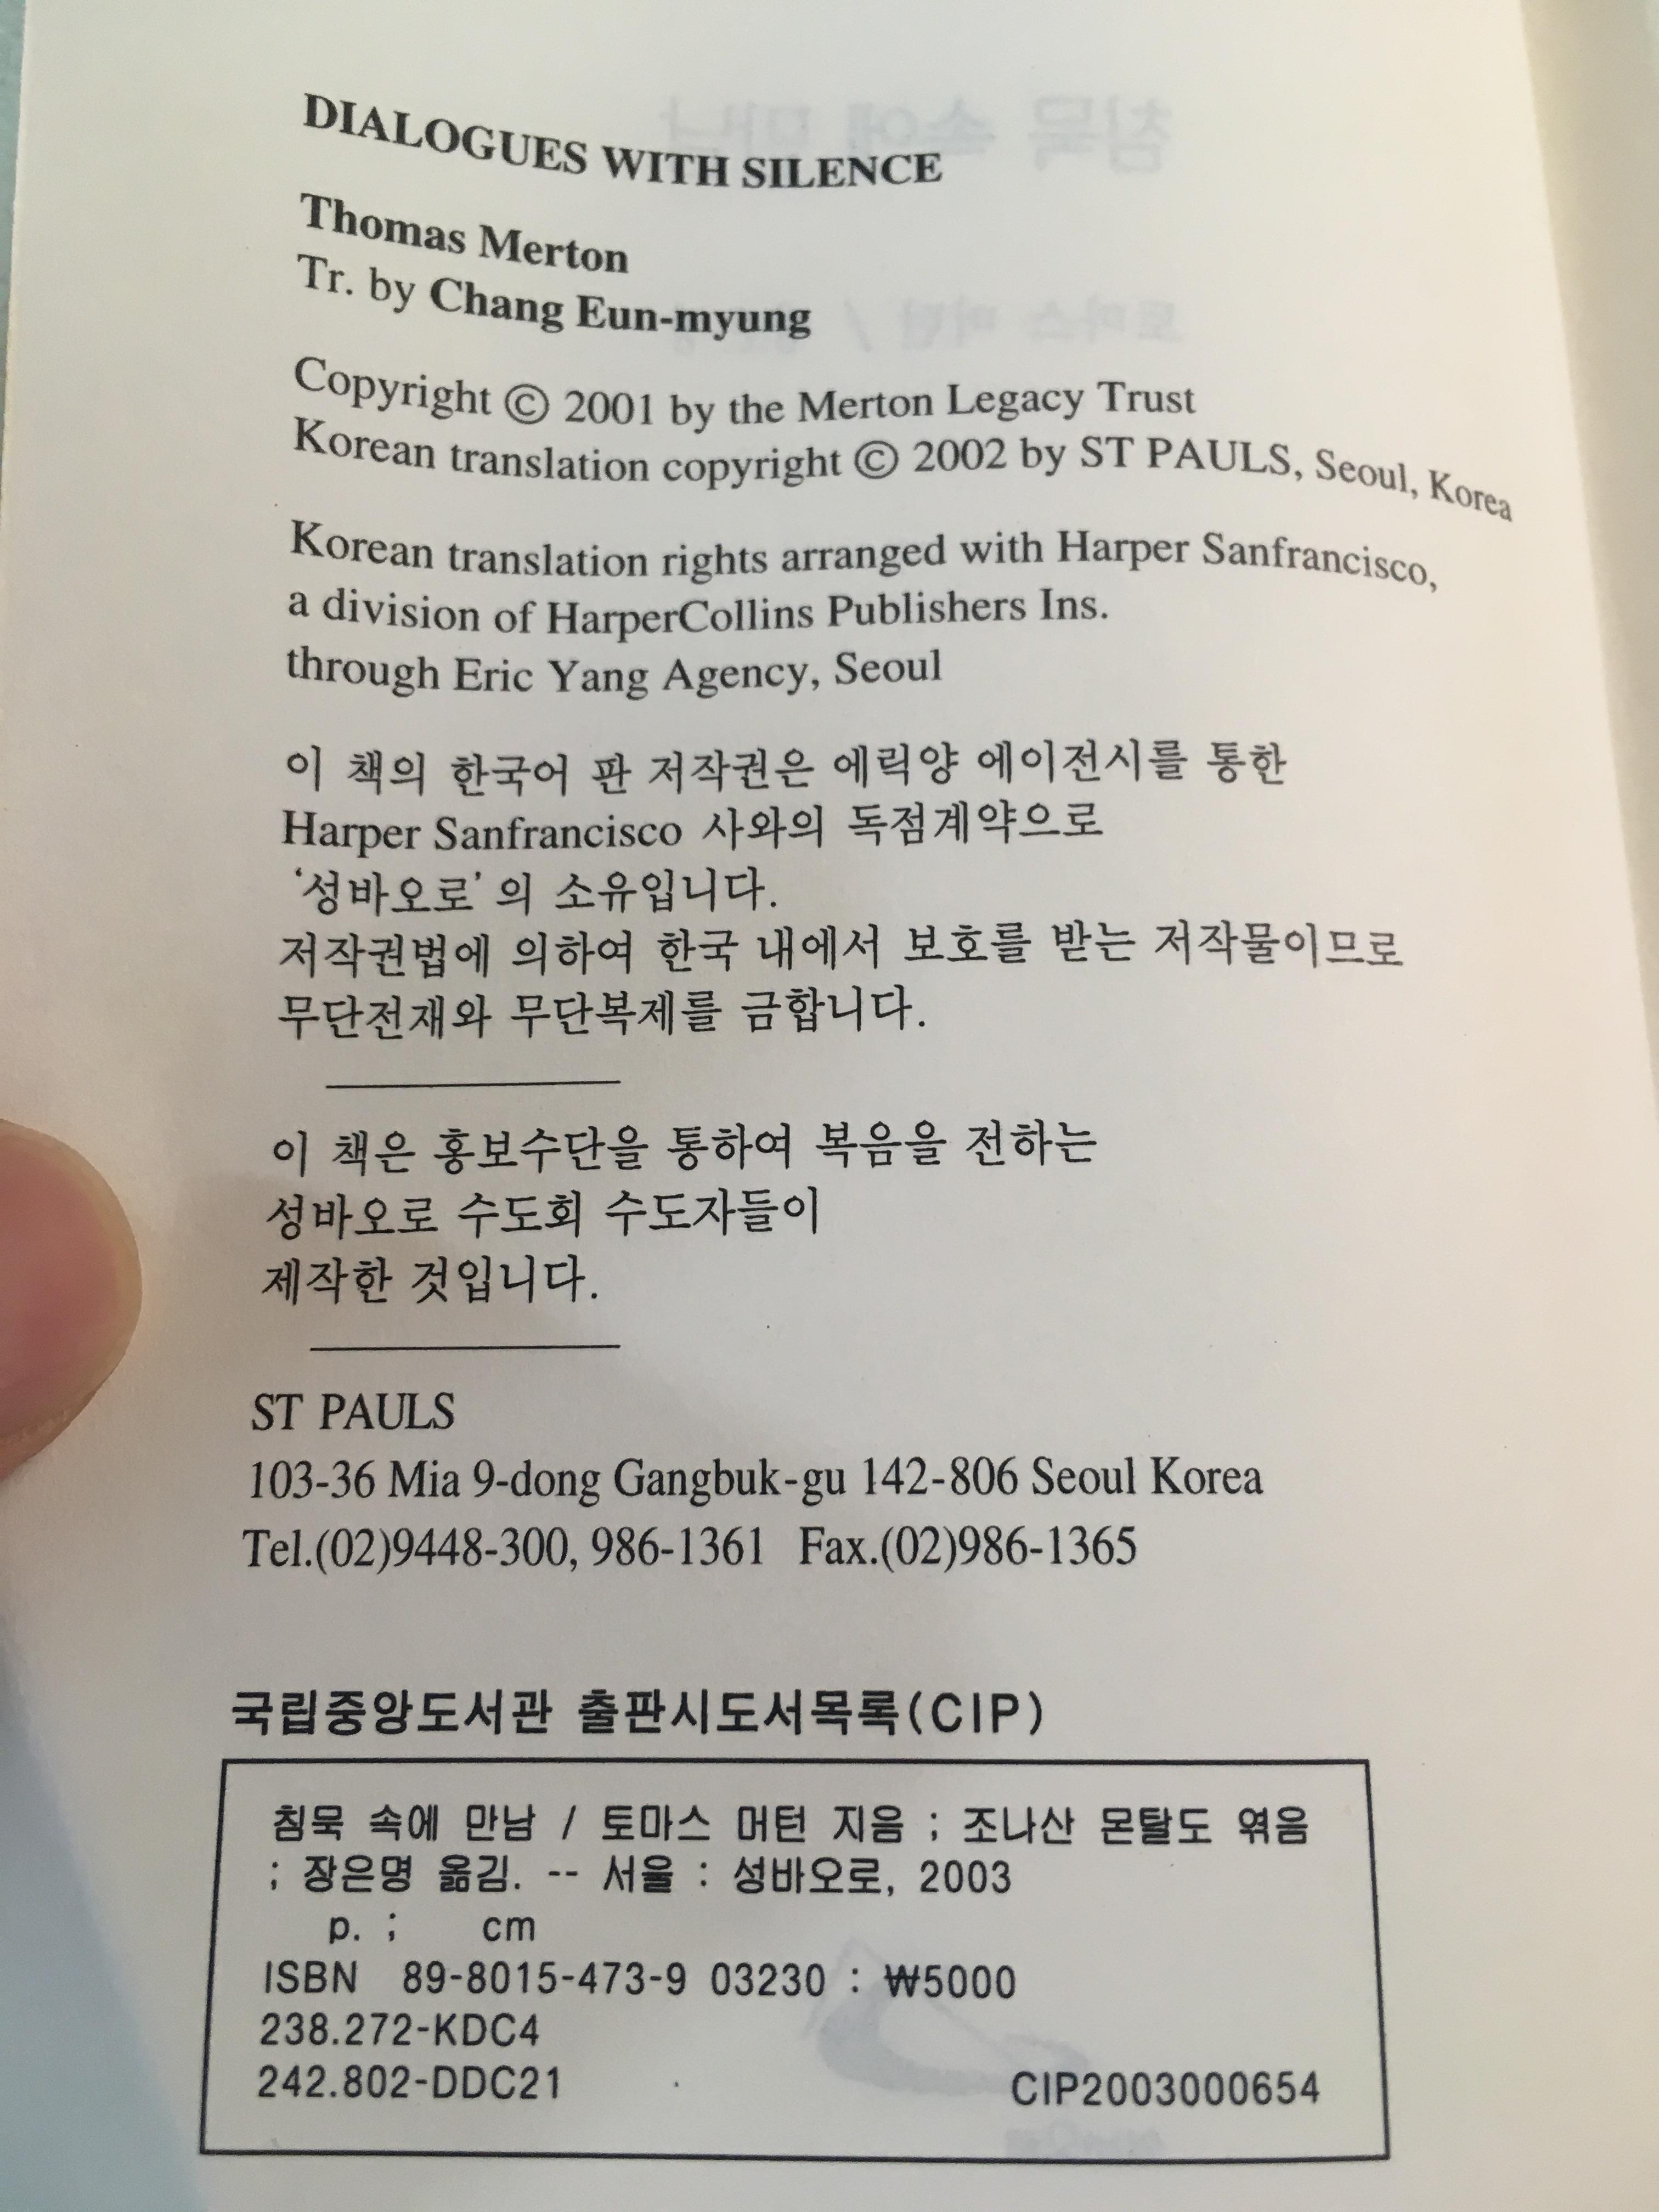 DIALOGUES WITH SILENCE
Thomas Merton
Tr. by Chang Eun-myung
Copyright © 2001 by the Merton Legacy Trust
Korean translation copyright © 2002 by ST PAULS, Seoul, Korea
Korean translation rights arranged with Harper Sanfrancisco,
a division of HarperCollins Publishers Ins.
through Eric Yang Agency, Seoul
이 책의 한국어 판 저작권은 에릭양 에이전시를 통한
Harper Sanfrancisco 사와의 독점계약으로
‘성바오로’의 소유입니다.
저작권법에 의하여 한국 내에서 보호를 받는 저작물이므로
무단전재와 무단복제를 금합니다.
이 책은 홍보수단을 통하여 복음을 전하는
성바오로 수도회 수도자들이
제작한 것입니다.
ST PAULS
103-36 Mia 9-dong Gangbuk-gu 142-806 Seoul Korea
Tel.(02)9448-300, 986-1361 Fax.(02)986-1365
국립중앙도서관 출판시도서목록(CIP)
침묵 속에 만남 / 토마스 머턴 지음 ; 조나산 몬탈도 엮음
; 장은명 옮김. -- 서울 : 성바오로, 2003
p. ; cm
ISBN 89-8015-473-9 03230 : ₩5000
238.272-KDC4
242.802-DDC21 CIP2003000654